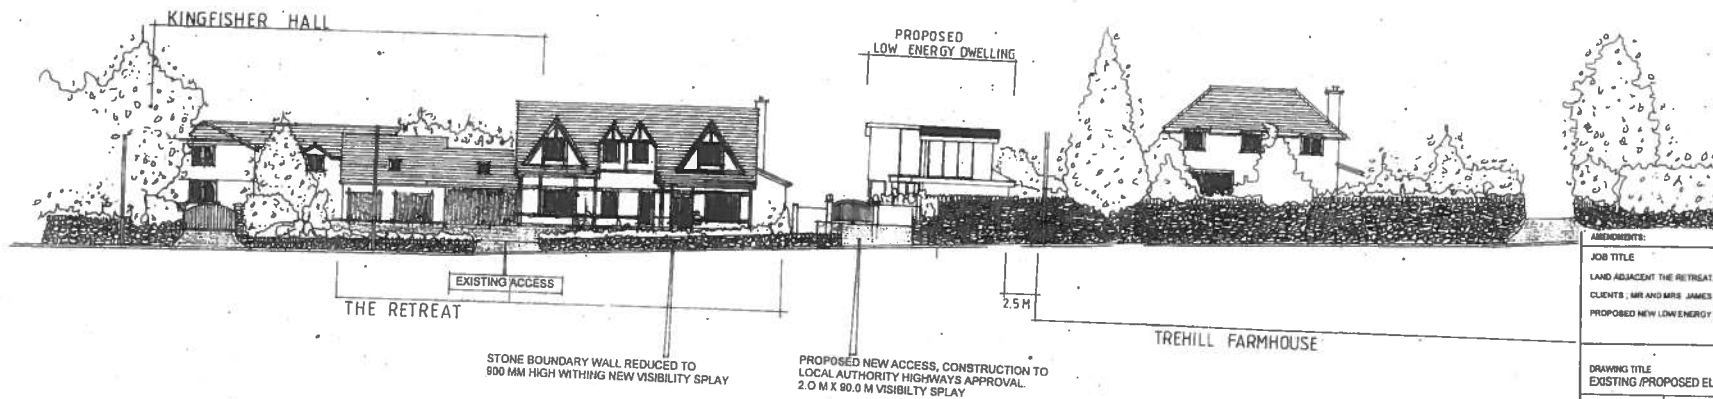 KINGFISHER HALL
PROPOSED
LOW ENERGY DWELLING
EXISTING ACCESS
THE RETREAT
2.5 M
TREHILL FARMHOUSE
STONE BOUNDARY WALL REDUCED TO
900 MM HIGH WITHING NEW VISIBILITY SPLAY
PROPOSED NEW ACCESS, CONSTRUCTION TO
LOCAL AUTHORITY HIGHWAYS APPROVAL.
2.0 M X 90.0 M VISIBILTY SPLAY
AMENDMENTS:
JOB TITLE
LAND ADJACENT THE RETREAT
CLIENTS ; MR AND MRS JAMES
PROPOSED NEW LOW ENERGY
DRAWING TITLE
EXISTING /PROPOSED EL